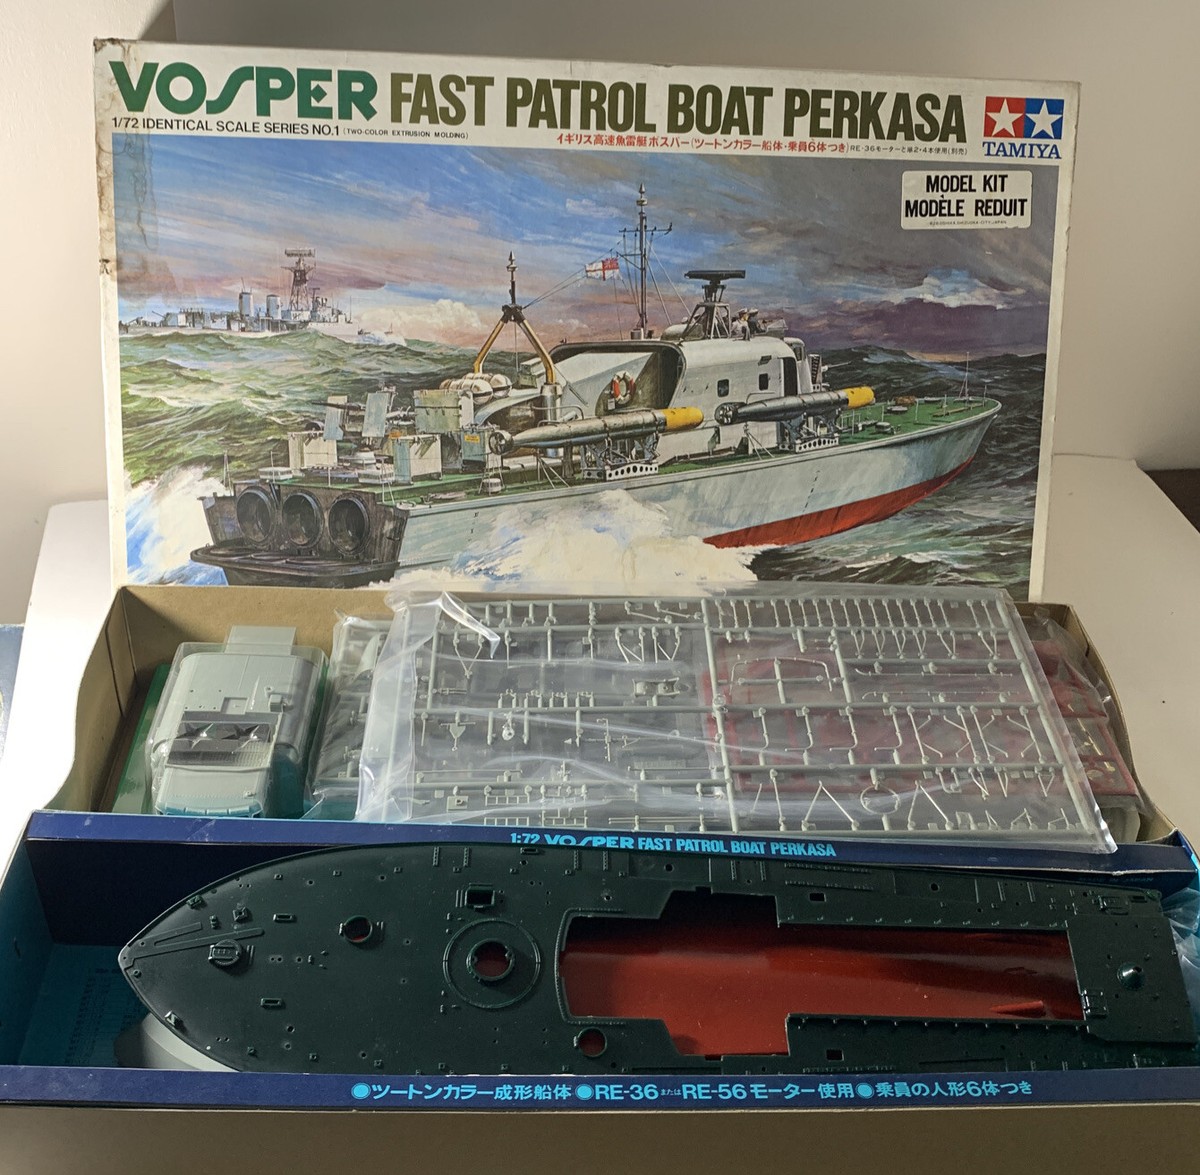 VOSPER FAST PATROL BOAT PERKASA
1/72 IDENTICAL SCALE SERIES NO.1 (TWO-COLOR EXTRUSION MOLDING)
イギリス高速魚雷艇ボスパー(ツートンカラー船体・乗員6体つき)
TAMIYA
MODEL KIT
MODÈLE REDUIT
1:72 VOSPER FAST PATROL BOAT PERKASA
●ツートンカラー成形船体●RE-36またはRE-56モーター使用●乗員の人形6体つき